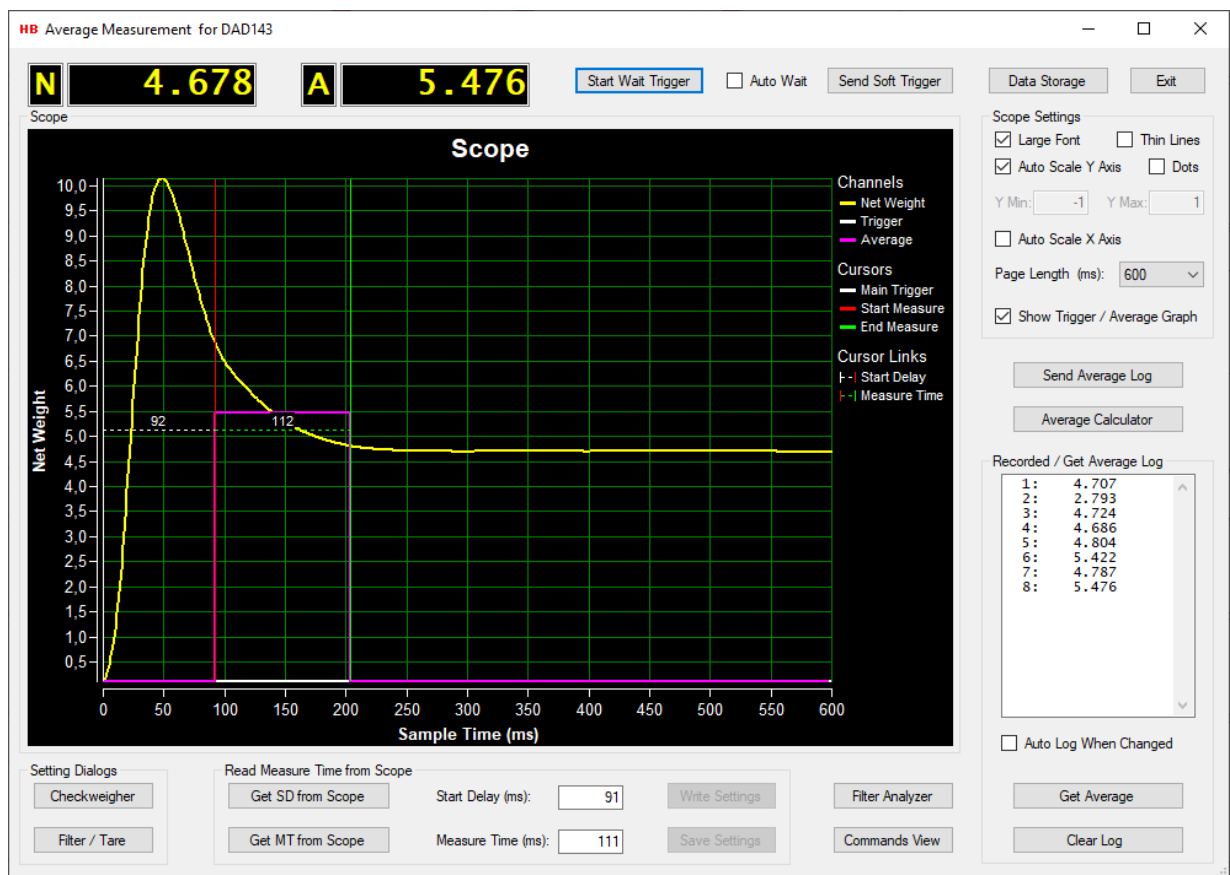 HB Average Measurement for DAD143
N 4.678 A 5.476 Start Wait Trigger Auto Wait Send Soft Trigger Data Storage Exit
Scope
Scope
10,0
9,5
9,0
8,5
8,0
7,5
7,0
6,5
6,0
5,5
5,0
4,5
4,0
3,5
3,0
2,5
2,0
1,5
1,0
0,5
Net Weight
92 112
0 50 100 150 200 250 300 350 400 450 500 550 600
Sample Time (ms)
Channels
Net Weight
Trigger
Average
Cursors
Main Trigger
Start Measure
End Measure
Cursor Links
Start Delay
Measure Time
Scope Settings
Large Font Thin Lines
Auto Scale Y Axis Dots
Y Min: -1 Y Max: 1
Auto Scale X Axis
Page Length (ms): 600
Show Trigger / Average Graph
Send Average Log
Average Calculator
Recorded / Get Average Log
1: 4.707
2: 2.793
3: 4.724
4: 4.686
5: 4.804
6: 5.422
7: 4.787
8: 5.476
Auto Log When Changed
Get Average
Clear Log
Setting Dialogs
Checkweigher
Filter / Tare
Read Measure Time from Scope
Get SD from Scope Start Delay (ms): 91 Write Settings
Get MT from Scope Measure Time (ms): 111 Save Settings
Filter Analyzer
Commands View